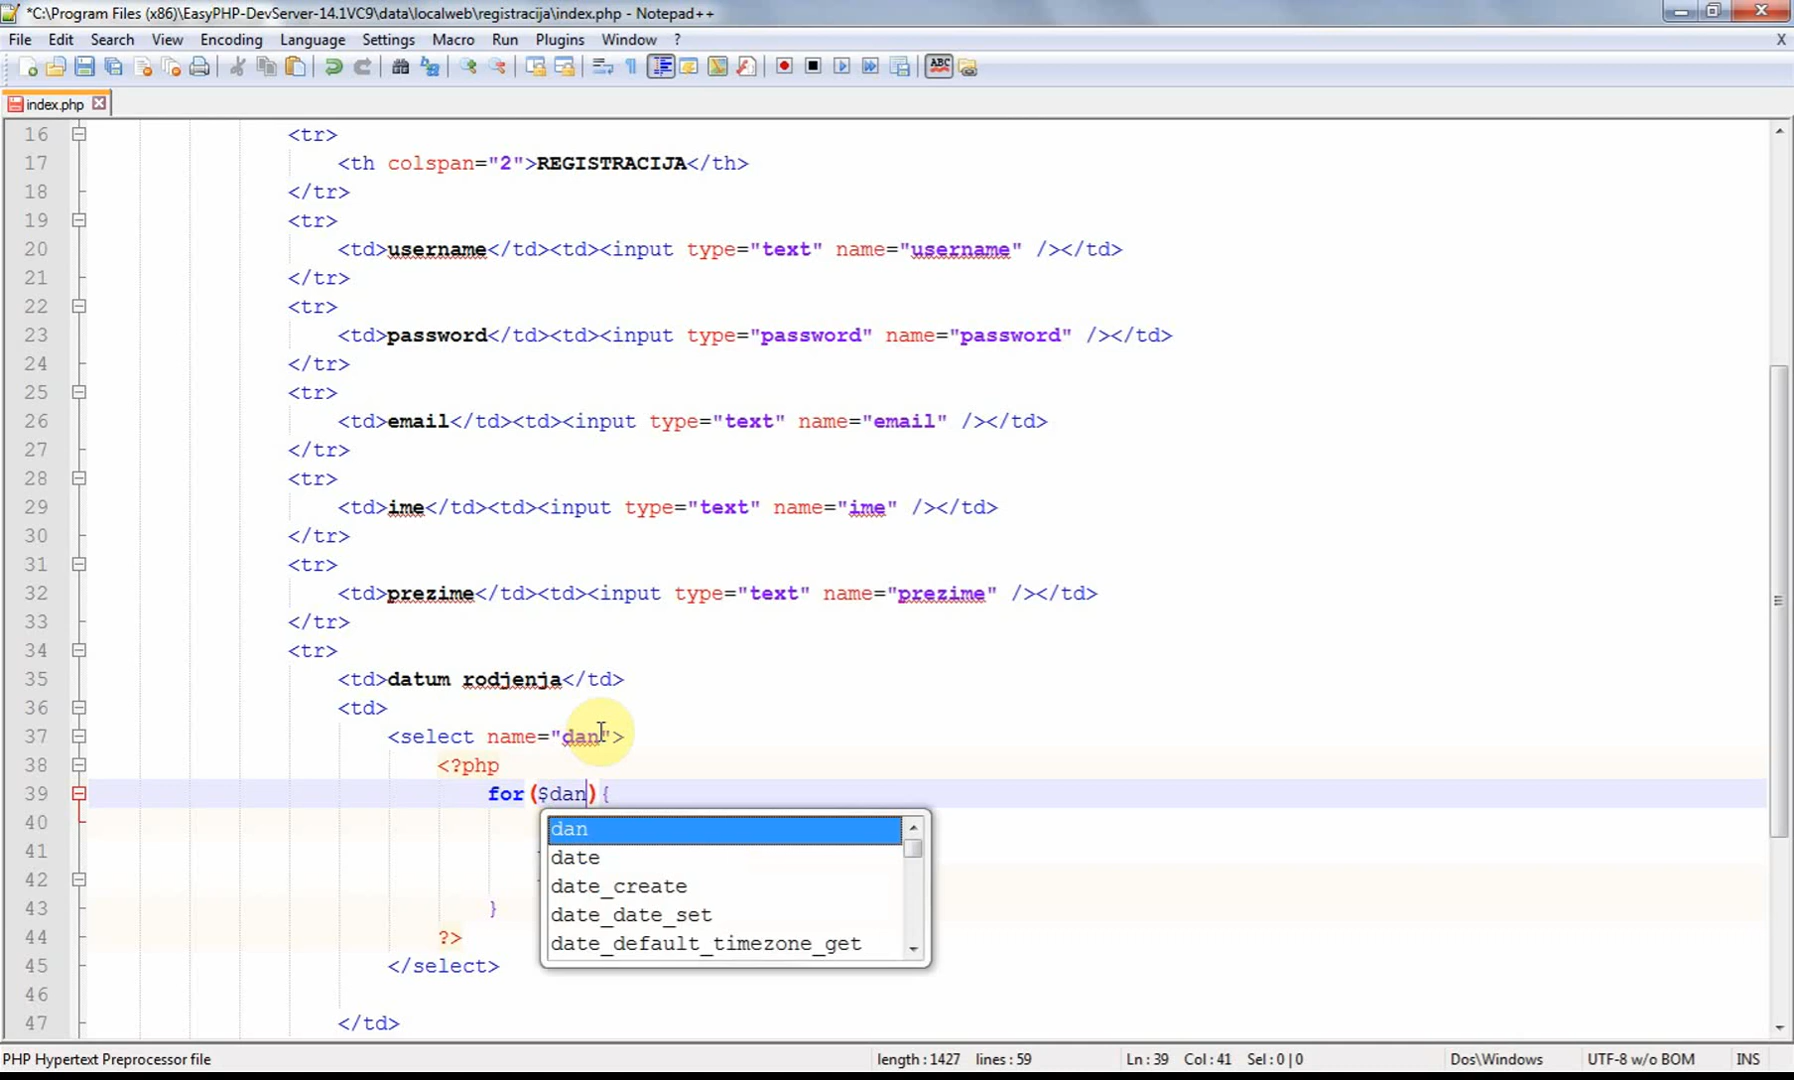 *C:\Program Files (x86)\EasyPHP-DevServer-14.1VC9\data\localweb\registracija\index.php - Notepad++
File Edit Search View Encoding Language Settings Macro Run Plugins Window ? X
index.php
16 <tr>
17 <th colspan="2">REGISTRACIJA</th>
18 </tr>
19 <tr>
20 <td>username</td><td><input type="text" name="username" /></td>
21 </tr>
22 <tr>
23 <td>password</td><td><input type="password" name="password" /></td>
24 </tr>
25 <tr>
26 <td>email</td><td><input type="text" name="email" /></td>
27 </tr>
28 <tr>
29 <td>ime</td><td><input type="text" name="ime" /></td>
30 </tr>
31 <tr>
32 <td>prezime</td><td><input type="text" name="prezime" /></td>
33 </tr>
34 <tr>
35 <td>datum rodjenja</td>
36 <td>
37 <select name="dan">
38 <?php
39 for($dan){
40 dan
41 date
42 date_create
43 } date_date_set
44 ?> date_default_timezone_get
45 </select>
46
47 </td>
PHP Hypertext Preprocessor file length : 1427 lines : 59 Ln : 39 Col : 41 Sel : 0 | 0 Dos\Windows UTF-8 w/o BOM INS